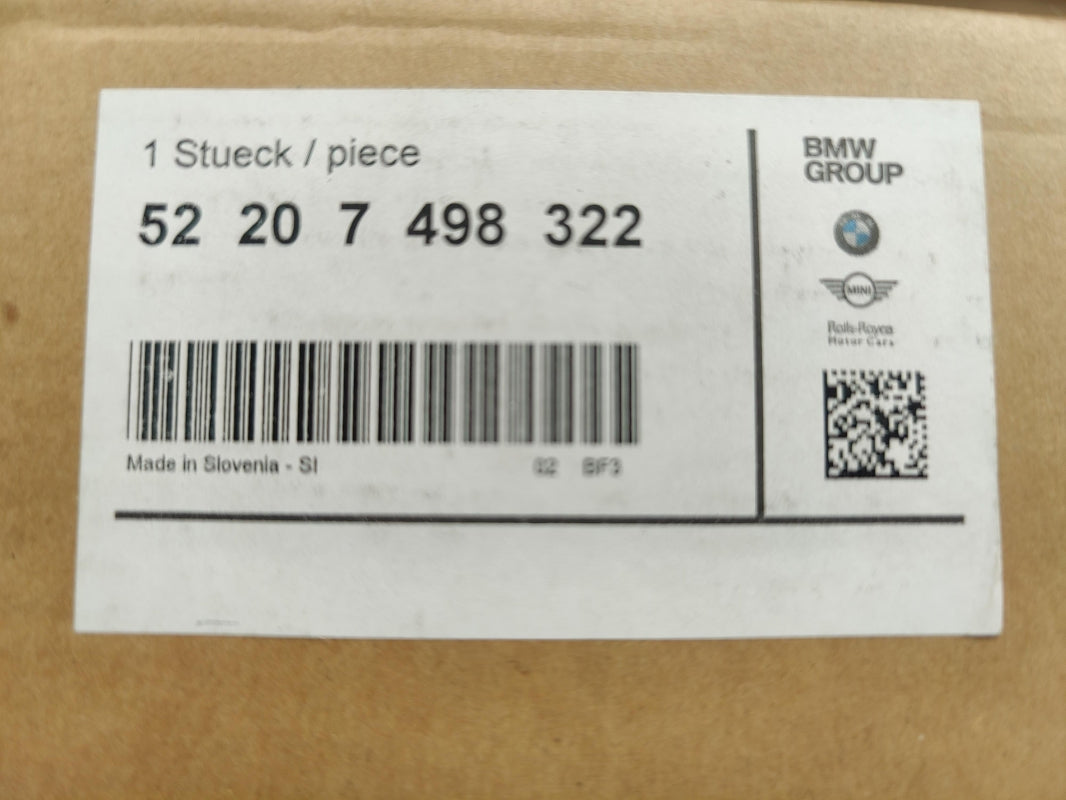 1 Stueck / piece
52 20 7 498 322
Made in Slovenia - SI
02 BF3
BMW
GROUP
MINI
Rolls-Royce
Motor Cars